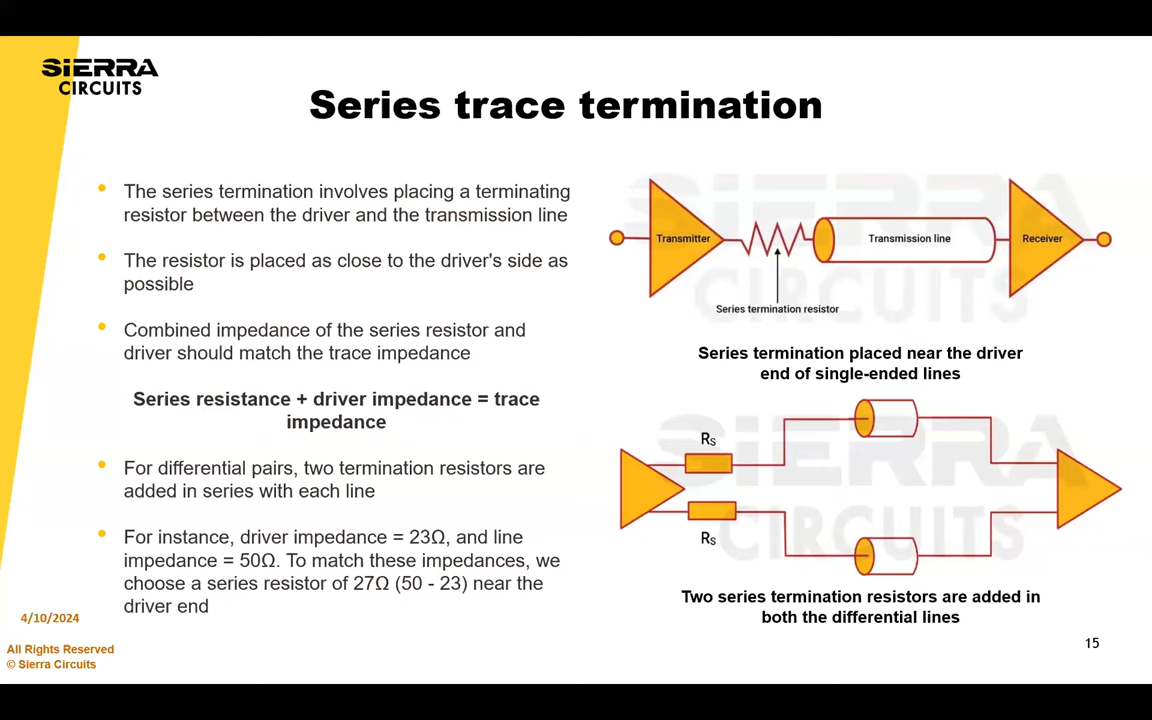 SIERRA
CIRCUITS
Series trace termination
• The series termination involves placing a terminating
resistor between the driver and the transmission line
• The resistor is placed as close to the driver's side as
possible
• Combined impedance of the series resistor and
driver should match the trace impedance
Series resistance + driver impedance = trace
impedance
• For differential pairs, two termination resistors are
added in series with each line
• For instance, driver impedance = 23Ω, and line
impedance = 50Ω. To match these impedances, we
choose a series resistor of 27Ω (50 - 23) near the
driver end
SIERRA
CIRCUITS
Transmitter
Transmission line
Receiver
Series termination resistor
Series termination placed near the driver
end of single-ended lines
SIERRA
CIRCUITS
RS
RS
Two series termination resistors are added in
both the differential lines
4/10/2024
All Rights Reserved
© Sierra Circuits
15